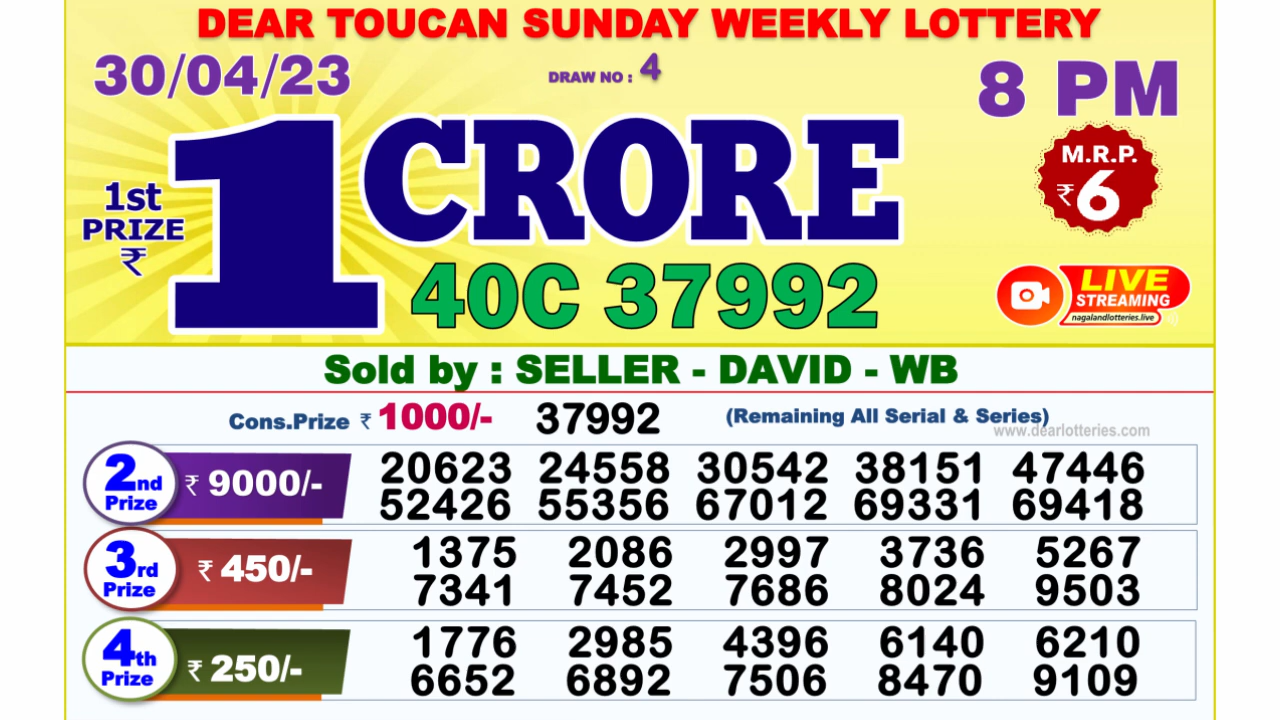 DEAR TOUCAN SUNDAY WEEKLY LOTTERY
30/04/23
DRAW NO : 4
8 PM
1st
PRIZE
₹
1 CRORE
M.R.P.
₹6
40C 37992
LIVE
STREAMING
nagalandlotteries.live
Sold by : SELLER - DAVID - WB
Cons.Prize ₹ 1000/- 37992 (Remaining All Serial & Series)
www.dearlotteries.com
2nd
Prize
₹ 9000/-
20623 24558 30542 38151 47446
52426 55356 67012 69331 69418
3rd
Prize
₹ 450/-
1375 2086 2997 3736 5267
7341 7452 7686 8024 9503
4th
Prize
₹ 250/-
1776 2985 4396 6140 6210
6652 6892 7506 8470 9109